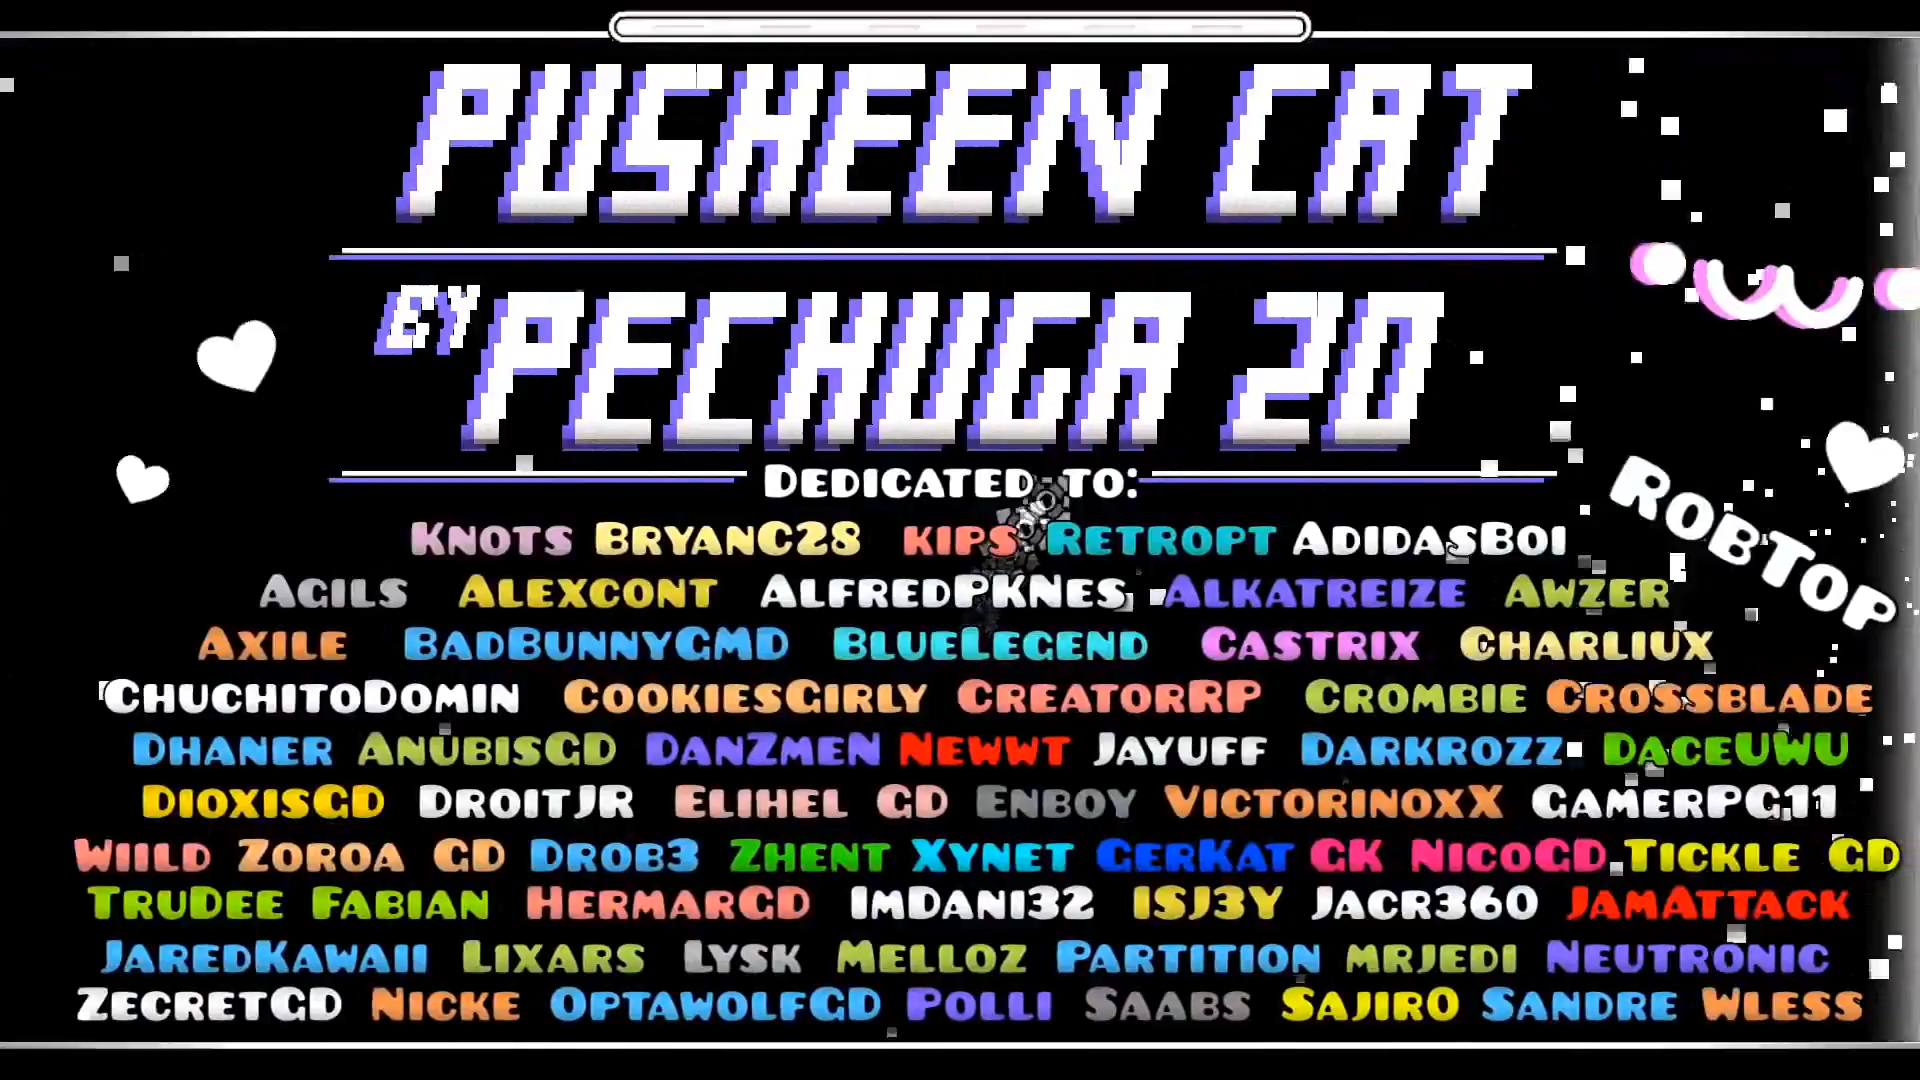 PUSHEEN CAT
BY PECHUGA 20
DEDICATED TO:
KNOTS BRYANC28 KIPS RETROPT ADIDASBOI
AGILS ALEXCONT ALFREDPKNES ALKATREIZE AWZER
AXILE BADBUNNYGMD BLUELEGEND CASTRIX CHARLIUX
CHUCHITODOMIN COOKIESGIRLY CREATORRP CROMBIE CROSSBLADE
DHANER ANUBISGD DANZMEN NEWWT JAYUFF DARKROZZ DACEUWU
DIOXISGD DROITJR ELIHEL GD ENBOY VICTORINOXX GAMERPG11
WIILD ZOROA GD DROB3 ZHENT XYNET GERKAT GK NICOGD TICKLE GD
TRUDEE FABIAN HERMARGD IMDANI32 ISJ3Y JACR360 JAMATTACK
JAREDKAWAII LIXARS LYSK MELLOZ PARTITION MRJEDI NEUTRONIC
ZECRETGD NICKE OPTAWOLFGD POLLI SAABS SAJIRO SANDRE WLESS
OWO
ROBTOP